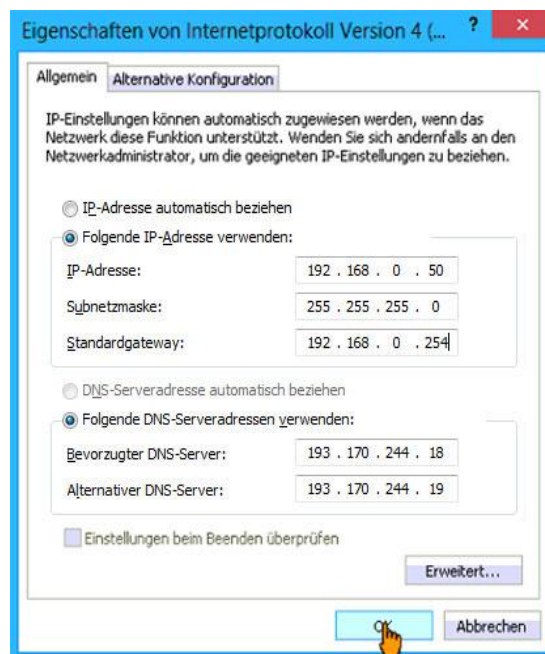 Eigenschaften von Internetprotokoll Version 4 (... ? ×
Allgemein Alternative Konfiguration
IP-Einstellungen können automatisch zugewiesen werden, wenn das
Netzwerk diese Funktion unterstützt. Wenden Sie sich andernfalls an den
Netzwerkadministrator, um die geeigneten IP-Einstellungen zu beziehen.
IP-Adresse automatisch beziehen
Folgende IP-Adresse verwenden:
IP-Adresse: 192 . 168 . 0 . 50
Subnetzmaske: 255 . 255 . 255 . 0
Standardgateway: 192 . 168 . 0 . 254
DNS-Serveradresse automatisch beziehen
Folgende DNS-Serveradressen verwenden:
Bevorzugter DNS-Server: 193 . 170 . 244 . 18
Alternativer DNS-Server: 193 . 170 . 244 . 19
Einstellungen beim Beenden überprüfen
Erweitert...
OK Abbrechen